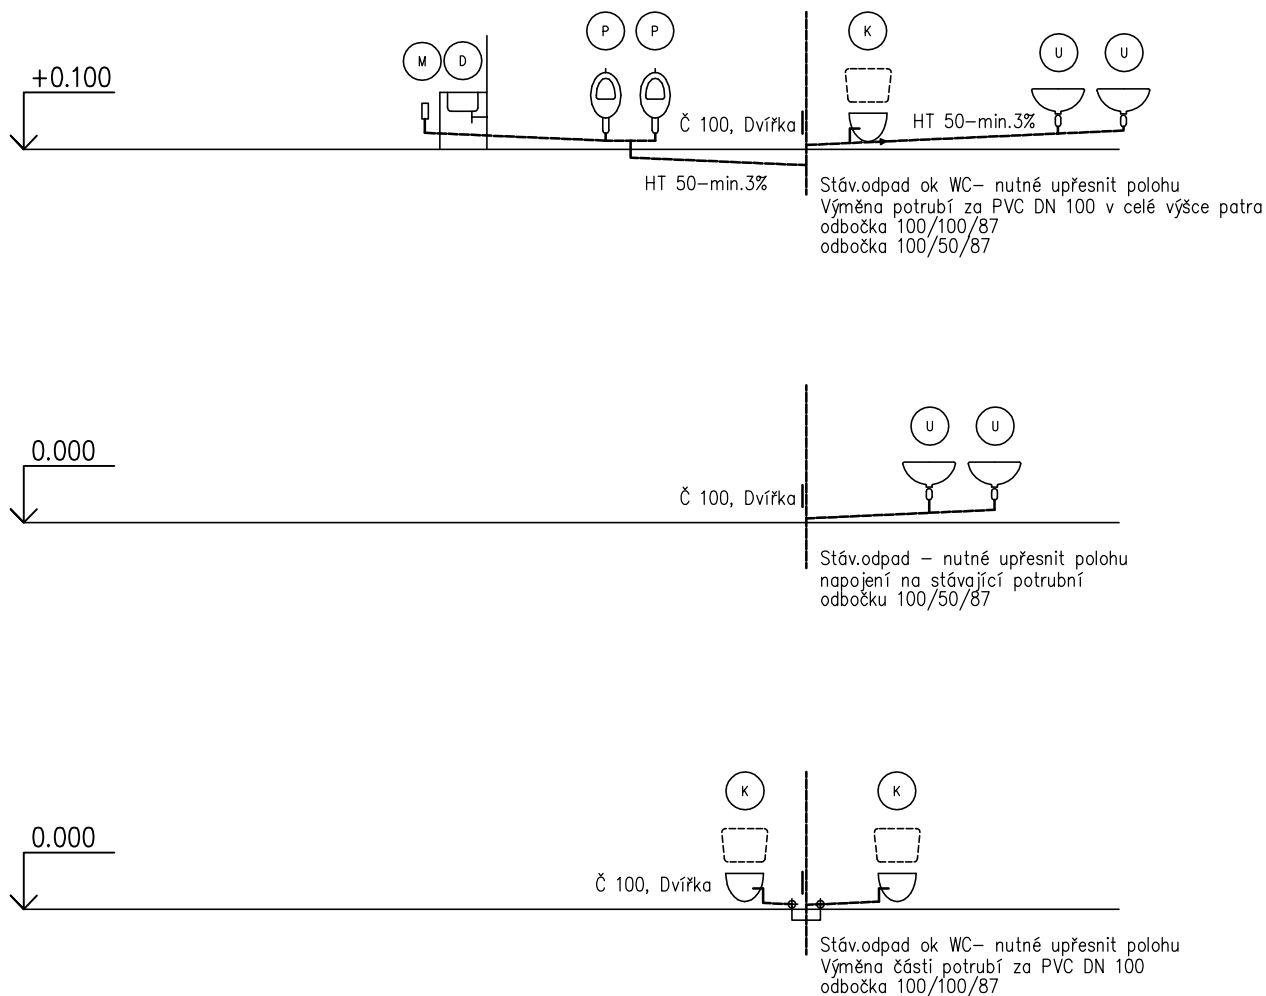 P P K
M D U U
+0.100
Č 100, Dvířka
HT 50-min.3%
HT 50-min.3%
Stáv.odpad ok WC- nutné upřesnit polohu
Výměna potrubí za PVC DN 100 v celé výšce patra
odbočka 100/100/87
odbočka 100/50/87
U U
0.000
Č 100, Dvířka
Stáv.odpad - nutné upřesnit polohu
napojení na stávající potrubní
odbočku 100/50/87
K K
0.000
Č 100, Dvířka
Stáv.odpad ok WC- nutné upřesnit polohu
Výměna části potrubí za PVC DN 100
odbočka 100/100/87